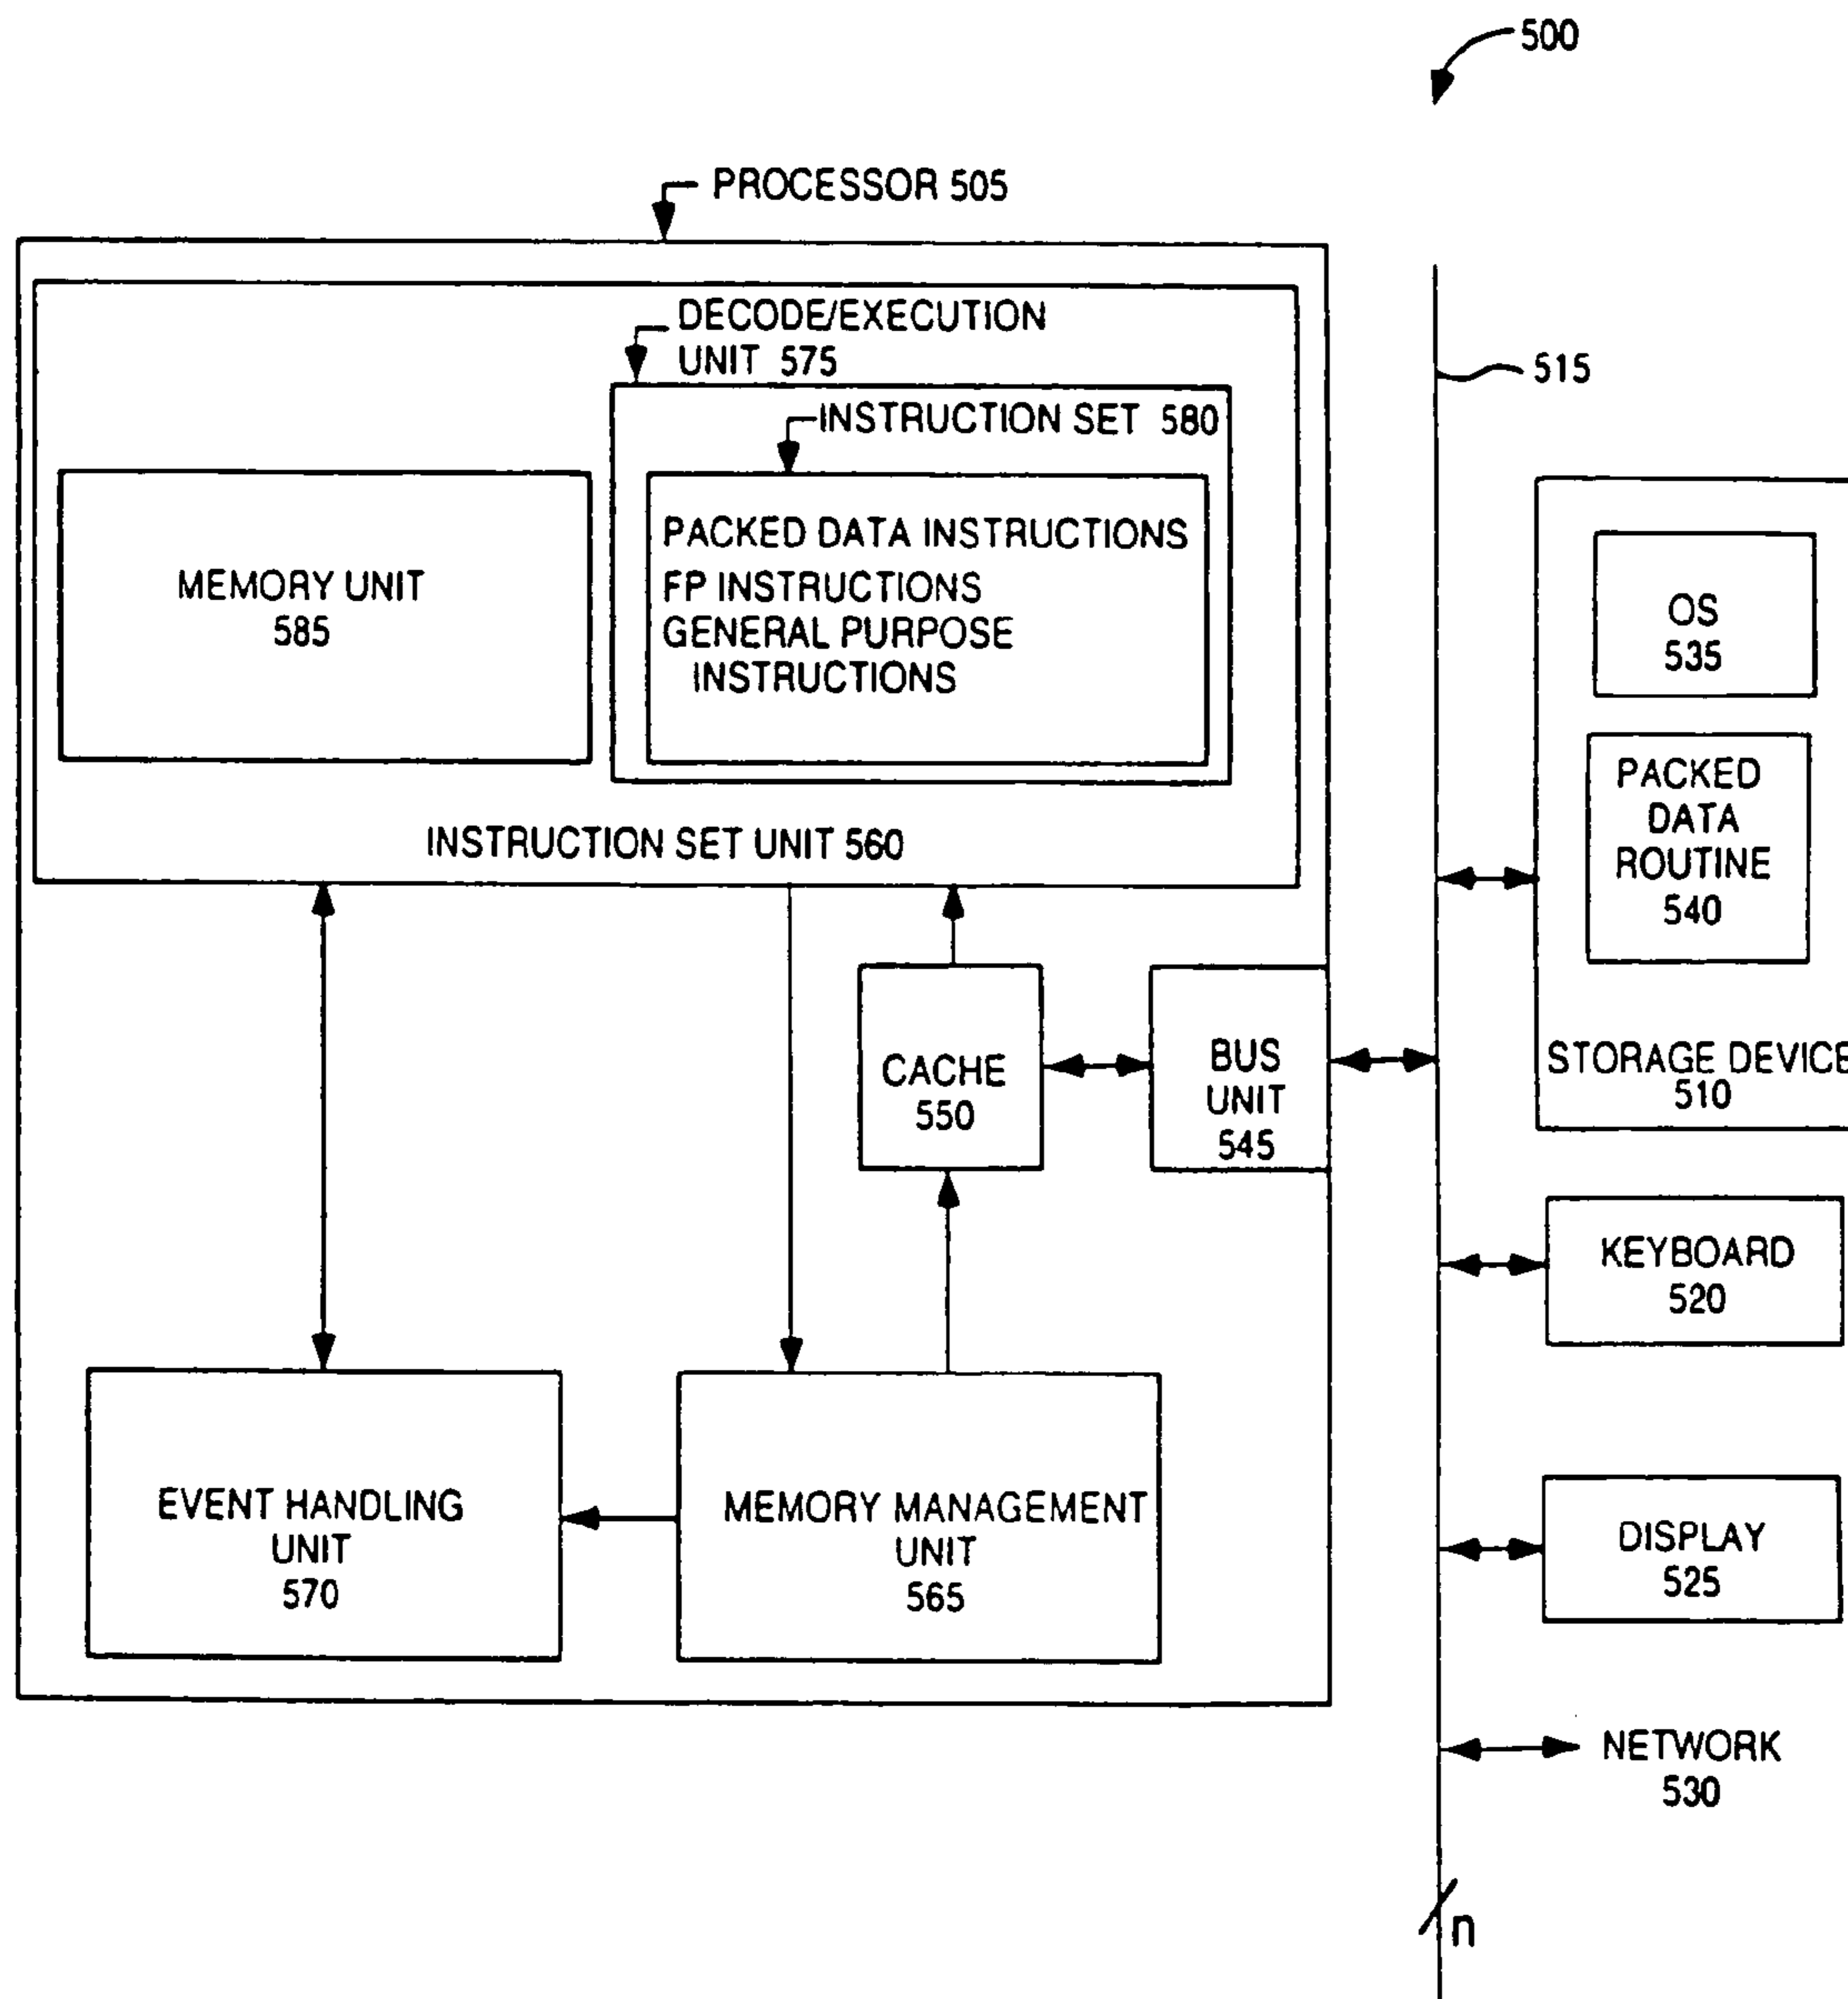 500
PROCESSOR 505
DECODE/EXECUTION
UNIT 575
515
INSTRUCTION SET 580
PACKED DATA INSTRUCTIONS
FP INSTRUCTIONS
GENERAL PURPOSE
INSTRUCTIONS
MEMORY UNIT
585
INSTRUCTION SET UNIT 560
OS
535
PACKED
DATA
ROUTINE
540
STORAGE DEVICE
510
CACHE
550
BUS
UNIT
545
KEYBOARD
520
EVENT HANDLING
UNIT
570
MEMORY MANAGEMENT
UNIT
565
DISPLAY
525
NETWORK
530
n